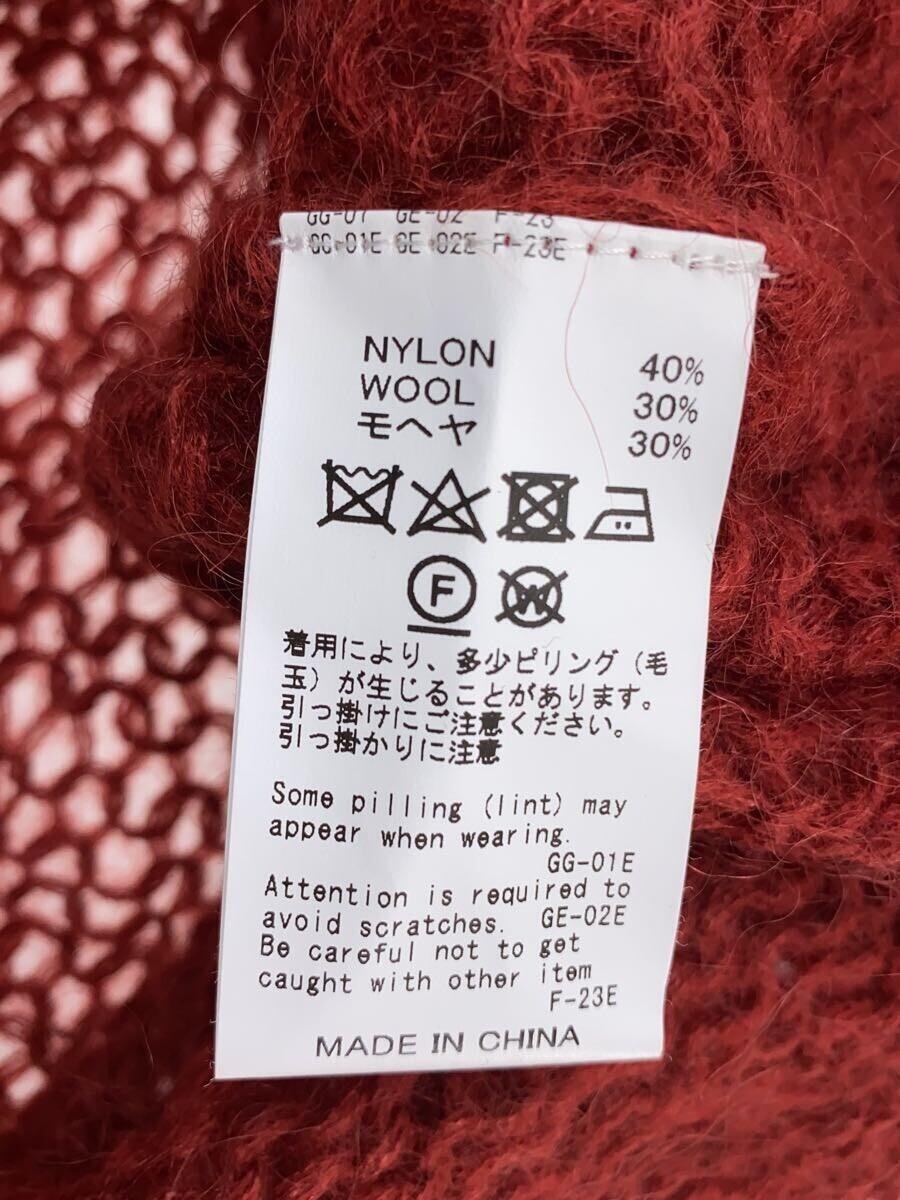 GG-01 GE-02 F-23
GG-01E GE-02E F-23E
NYLON 40%
WOOL 30%
モヘヤ 30%
F W
着用により、多少ピリング(毛
玉)が生じることがあります。
引っ掛けにご注意ください。
引っ掛かりに注意
Some pilling (lint) may
appear when wearing.
GG-01E
Attention is required to
avoid scratches. GE-02E
Be careful not to get
caught with other item
F-23E
MADE IN CHINA